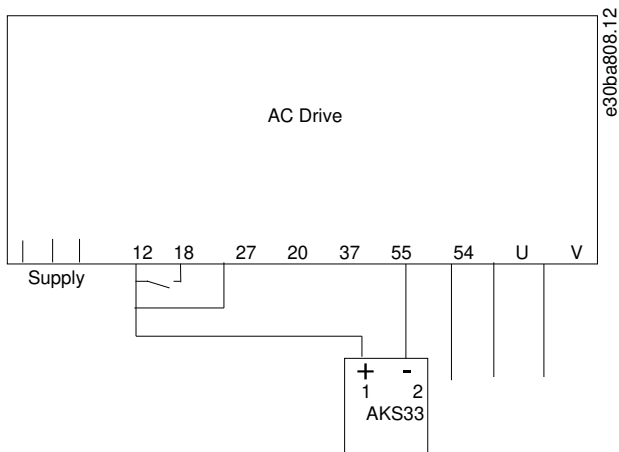 e30ba808.12
AC Drive
12 18 27 20 37 55 54 U V
Supply
+ -
1 2
AKS33